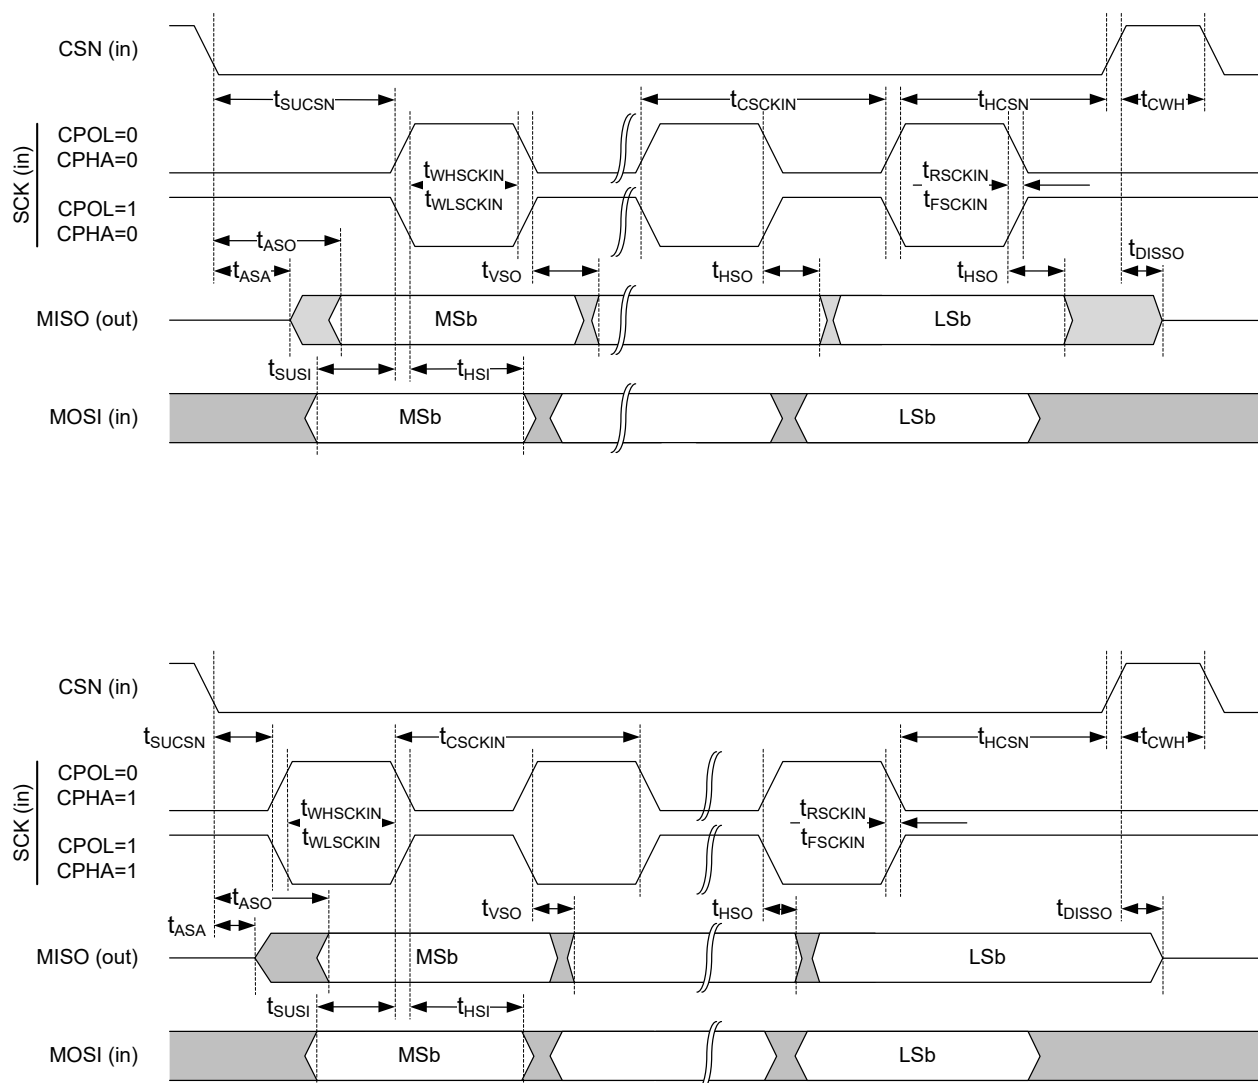 CSN (in)
tSUCSN
tCSCKIN
tHCSN
tCWH
SCK (in)
CPOL=0
CPHA=0
tWHSCKIN
tRSCKIN
CPOL=1
CPHA=0
tWLSCKIN
tFSCKIN
tASO
tASA
tVSO
tHSO
tHSO
tDISSO
MISO (out)
MSb
LSb
tSUSI
tHSI
MOSI (in)
MSb
LSb
CSN (in)
tSUCSN
tCSCKIN
tHCSN
tCWH
SCK (in)
CPOL=0
CPHA=1
tWHSCKIN
tRSCKIN
CPOL=1
CPHA=1
tWLSCKIN
tFSCKIN
tASO
tASA
tVSO
tHSO
tDISSO
MISO (out)
MSb
LSb
tSUSI
tHSI
MOSI (in)
MSb
LSb